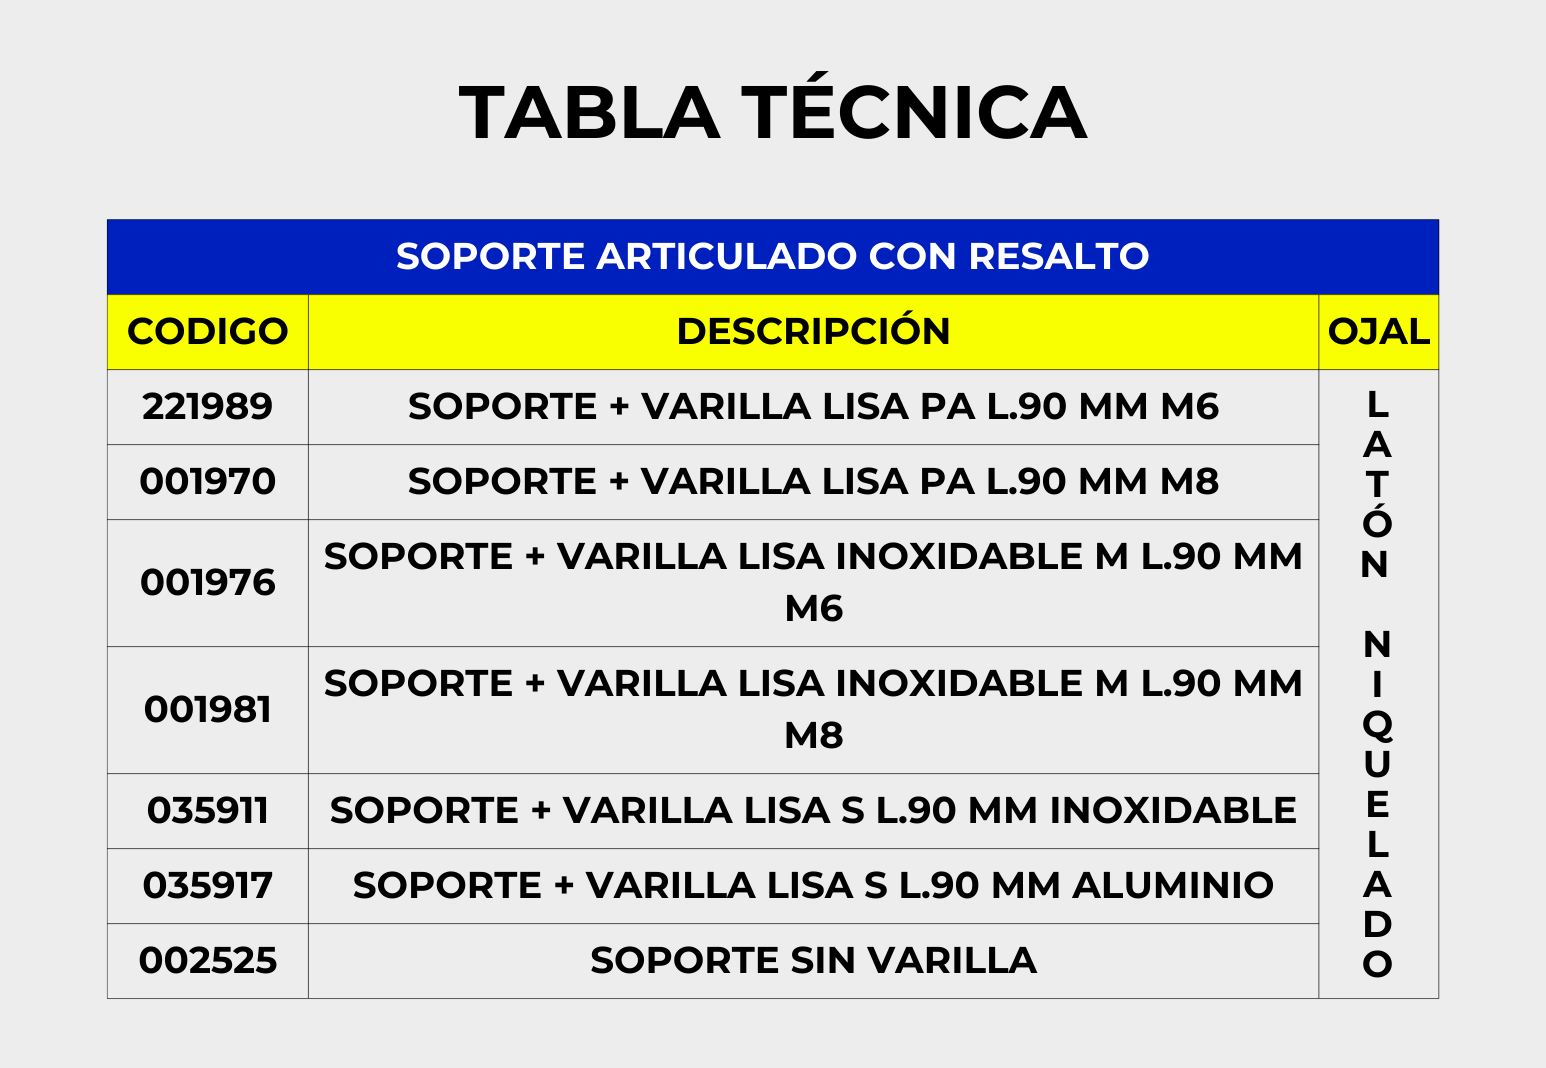 TABLA TÉCNICA
SOPORTE ARTICULADO CON RESALTO
CODIGO DESCRIPCIÓN OJAL
221989 SOPORTE + VARILLA LISA PA L.90 MM M6
001970 SOPORTE + VARILLA LISA PA L.90 MM M8
001976 SOPORTE + VARILLA LISA INOXIDABLE M L.90 MM
M6
001981 SOPORTE + VARILLA LISA INOXIDABLE M L.90 MM
M8
035911 SOPORTE + VARILLA LISA S L.90 MM INOXIDABLE
035917 SOPORTE + VARILLA LISA S L.90 MM ALUMINIO
002525 SOPORTE SIN VARILLA
LATÓN NIQUELADO